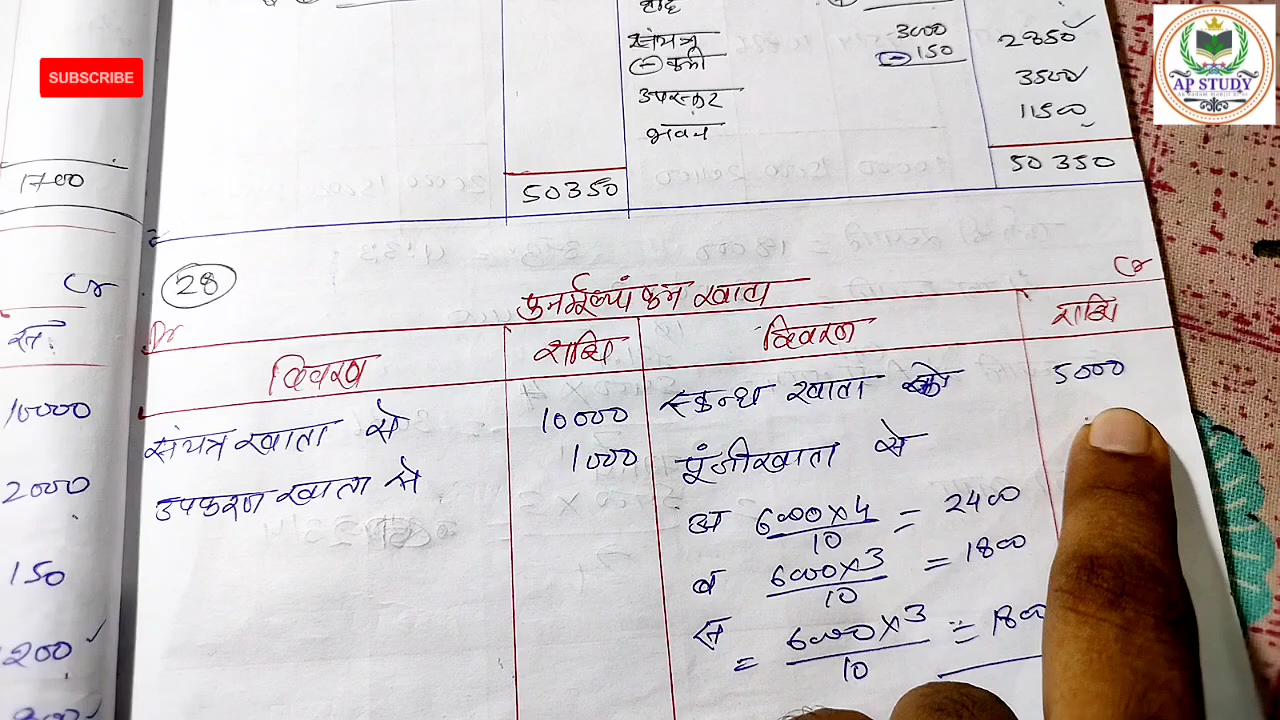 SUBSCRIBE
AP STUDY
संयत्र 3000 2850
(-) कमी (-) 150
उपस्कर 3500
भवन 11500
50350 50350
1700
28
पुनर्मूल्यांकन खाता
Dr Cr
विवरण राशि विवरण राशि
संयत्र खाता से 10000 स्कन्ध खाता को 5000
उपकरण खाता से 1000 पूंजीखाता से
अ 6000×4/10 = 2400
ब 6000×3/10 = 1800
स = 6000×3/10 = 1800
Cr
10000
2000
150
200